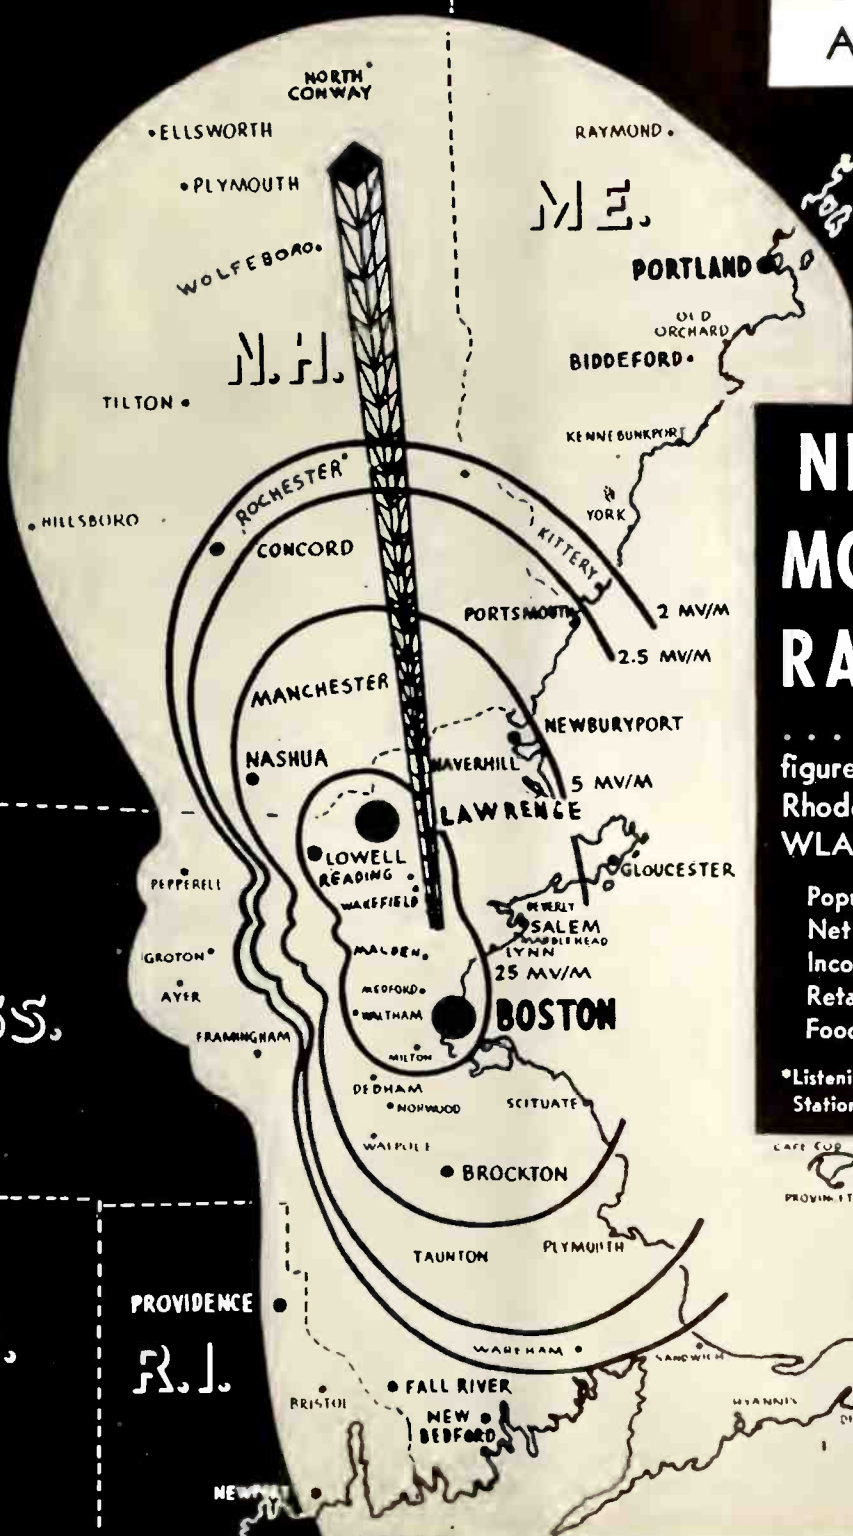 A
NORTH
CONWAY
ELLSWORTH
RAYMOND
PLYMOUTH
ME.
WOLFEBORO
PORTLAND
OLD
ORCHARD
N.H.
BIDDEFORD
TILTON
KENNEBUNKPORT
NE
ROCHESTER
YORK
HILLSBORO
KITTERY
CONCORD
MO
PORTSMOUTH
2 MV/M
2.5 MV/M
RA
MANCHESTER
NEWBURYPORT
NASHUA
HAVERHILL
5 MV/M
figure
Rhode
WLA
LAWRENCE
LOWELL
GLOUCESTER
READING
PEPPERELL
WAKEFIELD
BEVERLY
SALEM
MARBLEHEAD
LYNN
Popu
Net
Inco
Reta
Food
MALDEN
GROTON
25 MV/M
AYER
MEDFORD
WALTHAM
BOSTON
SS.
FRAMINGHAM
MILTON
*Listeni
Station
DEDHAM
NORWOOD
SCITUATE
WALPOLE
CAPE COD
BROCKTON
PROVINCET
TAUNTON
PLYMOUTH
PROVIDENCE
WAREHAM
SANDWICH
R.I.
FALL RIVER
BRISTOL
HYANNIS
NEW
BEDFORD
NEWPORT